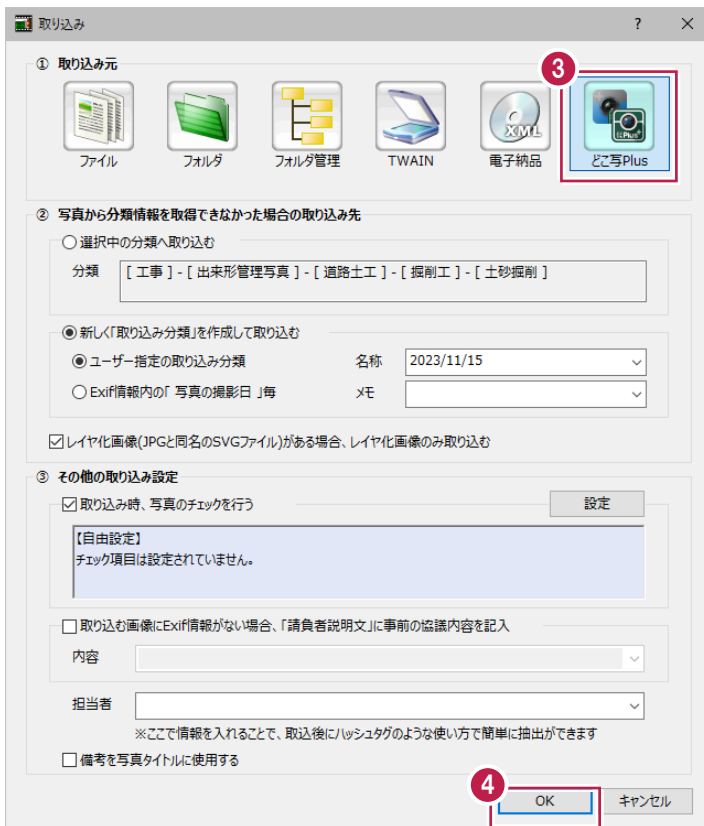 取り込み
① 取り込み元
3
ファイル フォルダ フォルダ管理 TWAIN 電子納品 どこ写Plus
XML
② 写真から分類情報を取得できなかった場合の取り込み先
選択中の分類へ取り込む
分類 [ 工事 ] - [ 出来形管理写真 ] - [ 道路土工 ] - [ 掘削工 ] - [ 土砂掘削 ]
新しく「取り込み分類」を作成して取り込む
ユーザー指定の取り込み分類 名称 2023/11/15
Exif情報内の「 写真の撮影日 」毎 メモ
レイヤ化画像(JPGと同名のSVGファイル)がある場合、レイヤ化画像のみ取り込む
③ その他の取り込み設定
取り込み時、写真のチェックを行う 設定
【自由設定】
チェック項目は設定されていません。
取り込む画像にExif情報がない場合、「請負者説明文」に事前の協議内容を記入
内容
担当者
※ここで情報を入れることで、取込後にハッシュタグのような使い方で簡単に抽出ができます
備考を写真タイトルに使用する
4
OK キャンセル